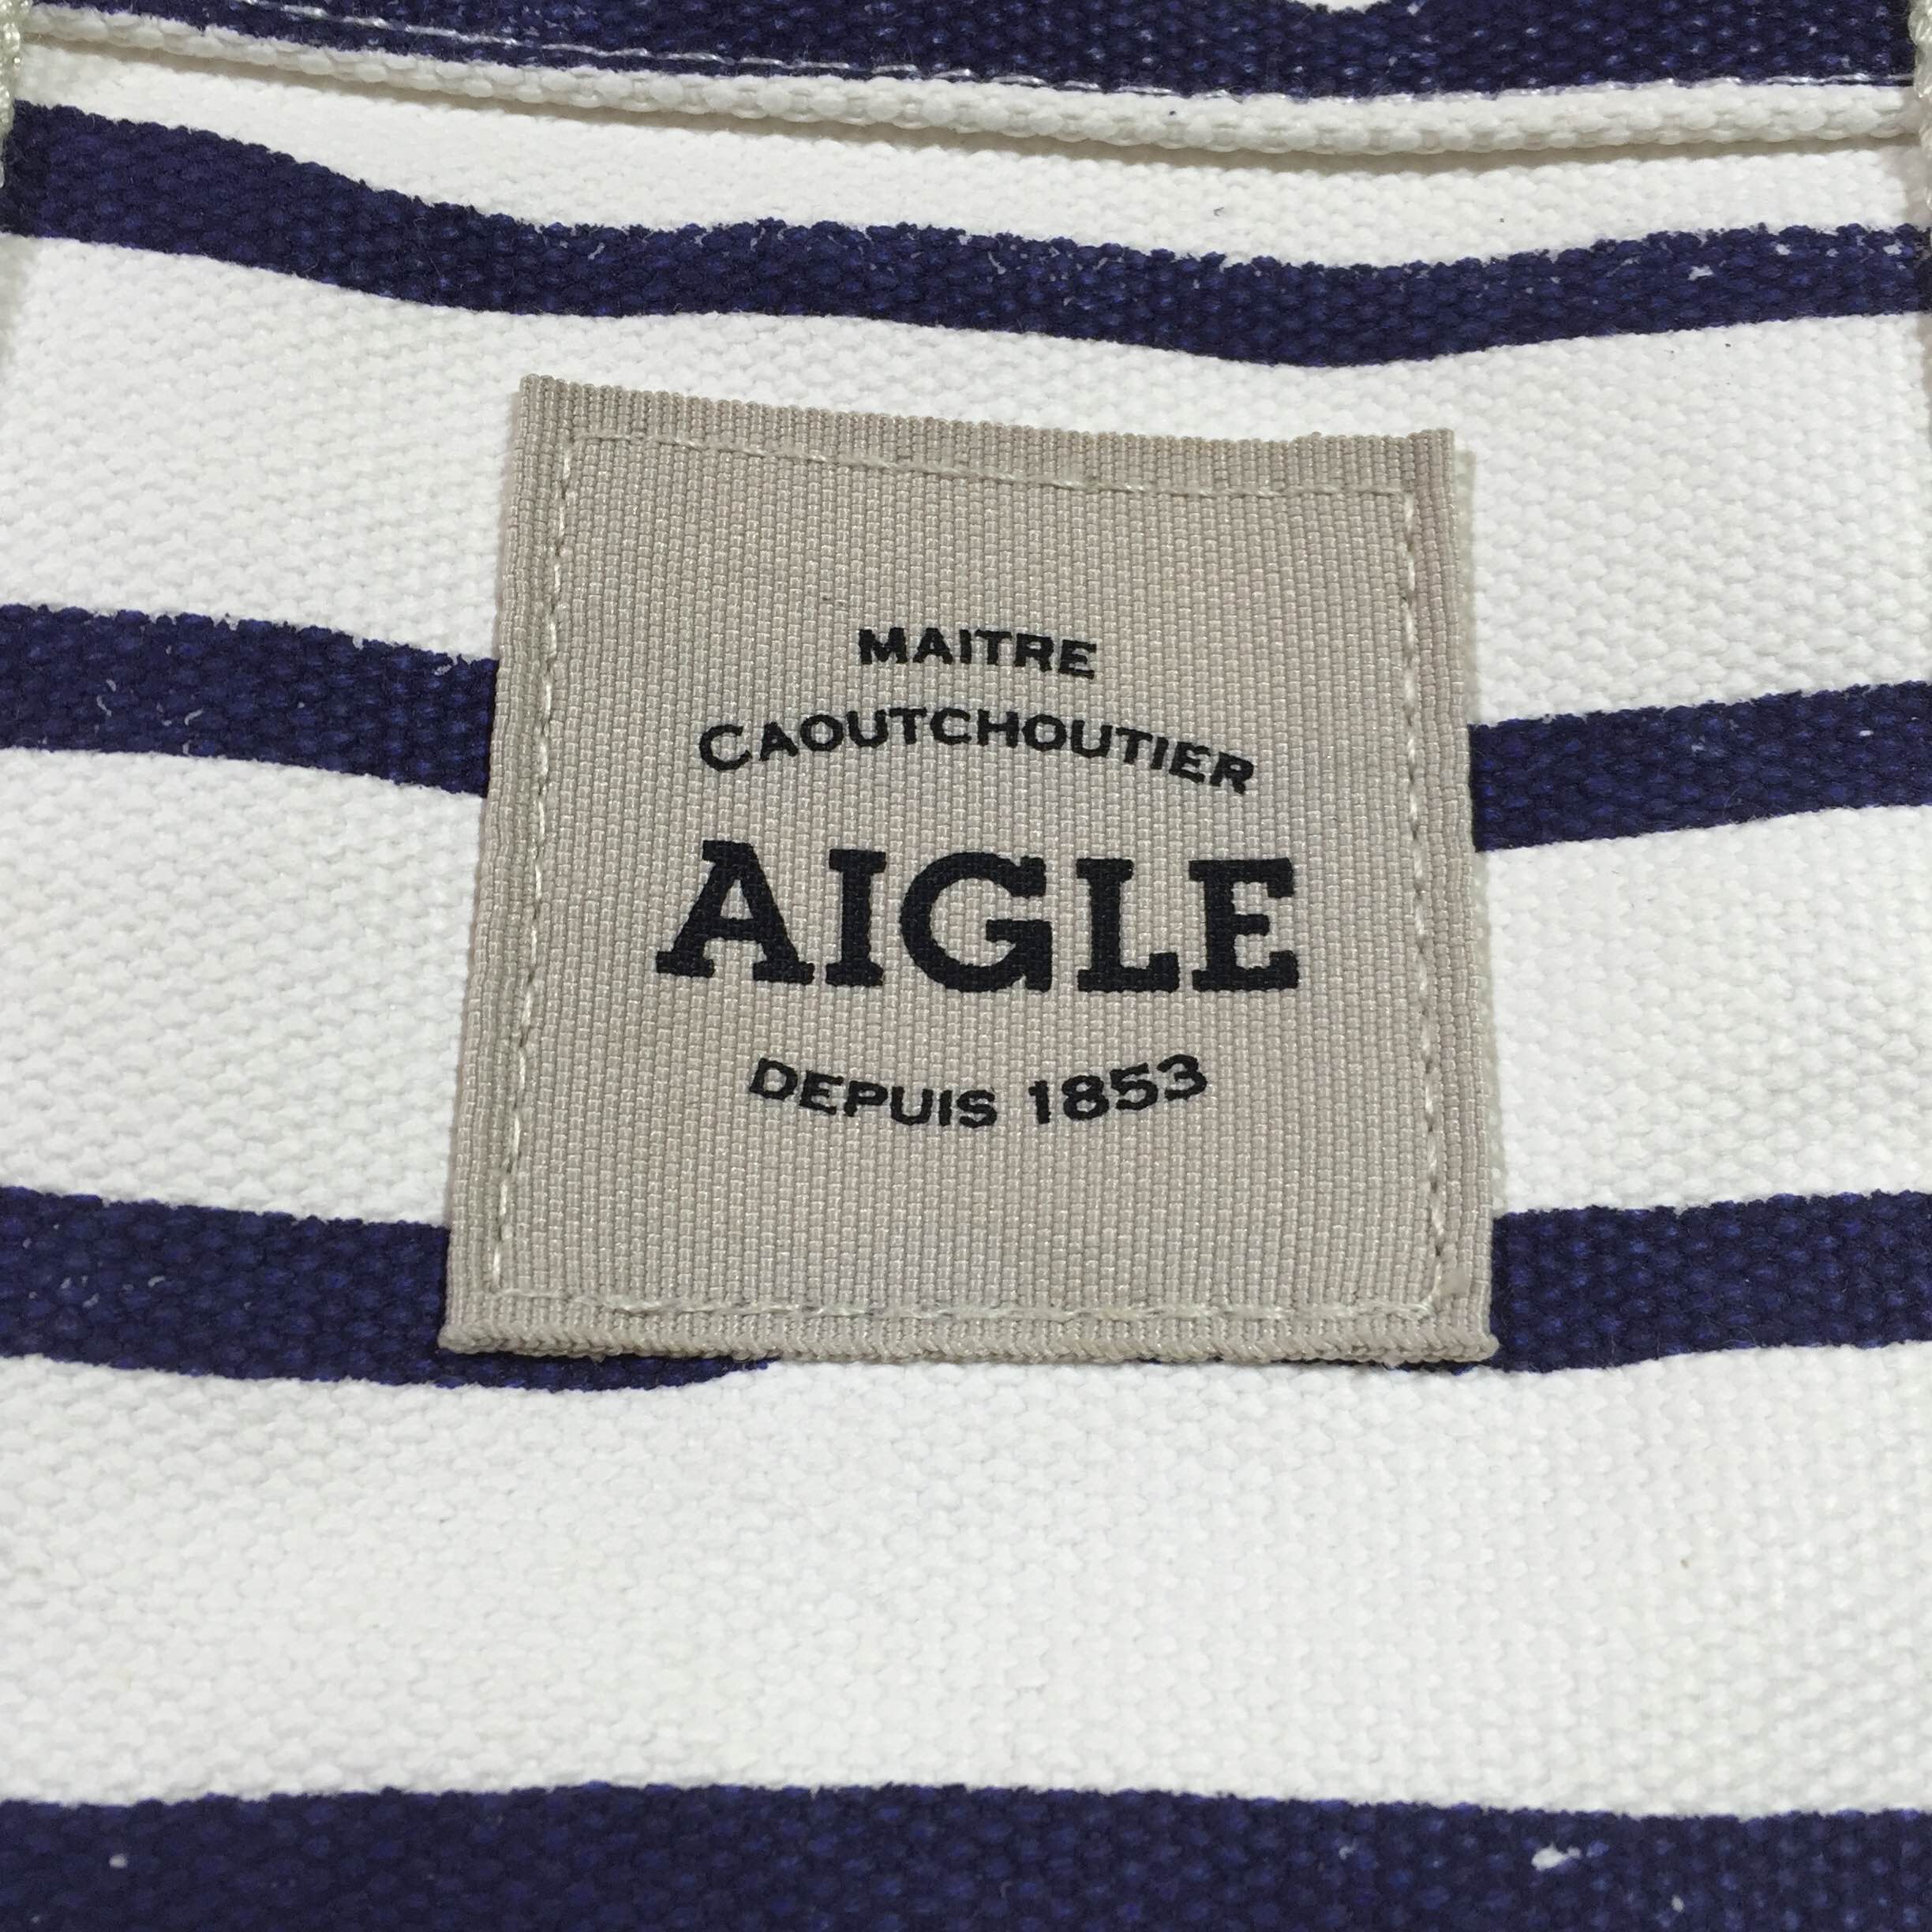 MAITRE
CAOUTCHOUTIER
AIGLE
DEPUIS 1853